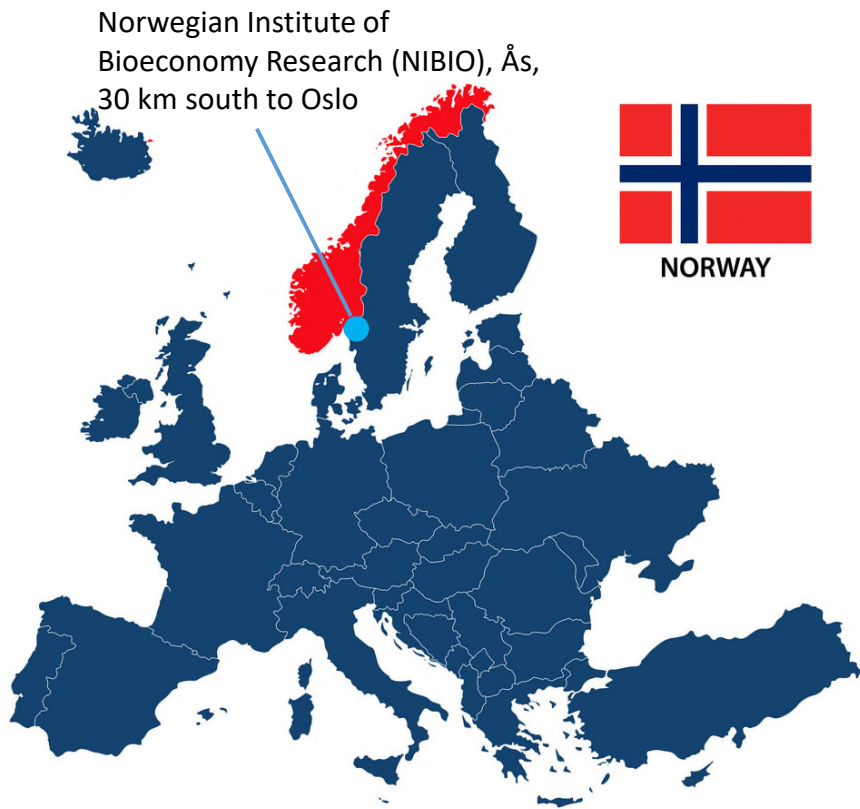 Norwegian Institute of
Bioeconomy Research (NIBIO), Ås,
30 km south to Oslo
NORWAY